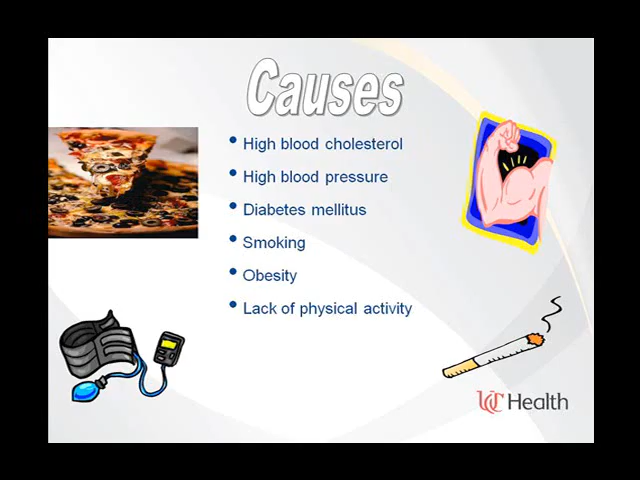 Causes
• High blood cholesterol
• High blood pressure
• Diabetes mellitus
• Smoking
• Obesity
• Lack of physical activity
UC Health